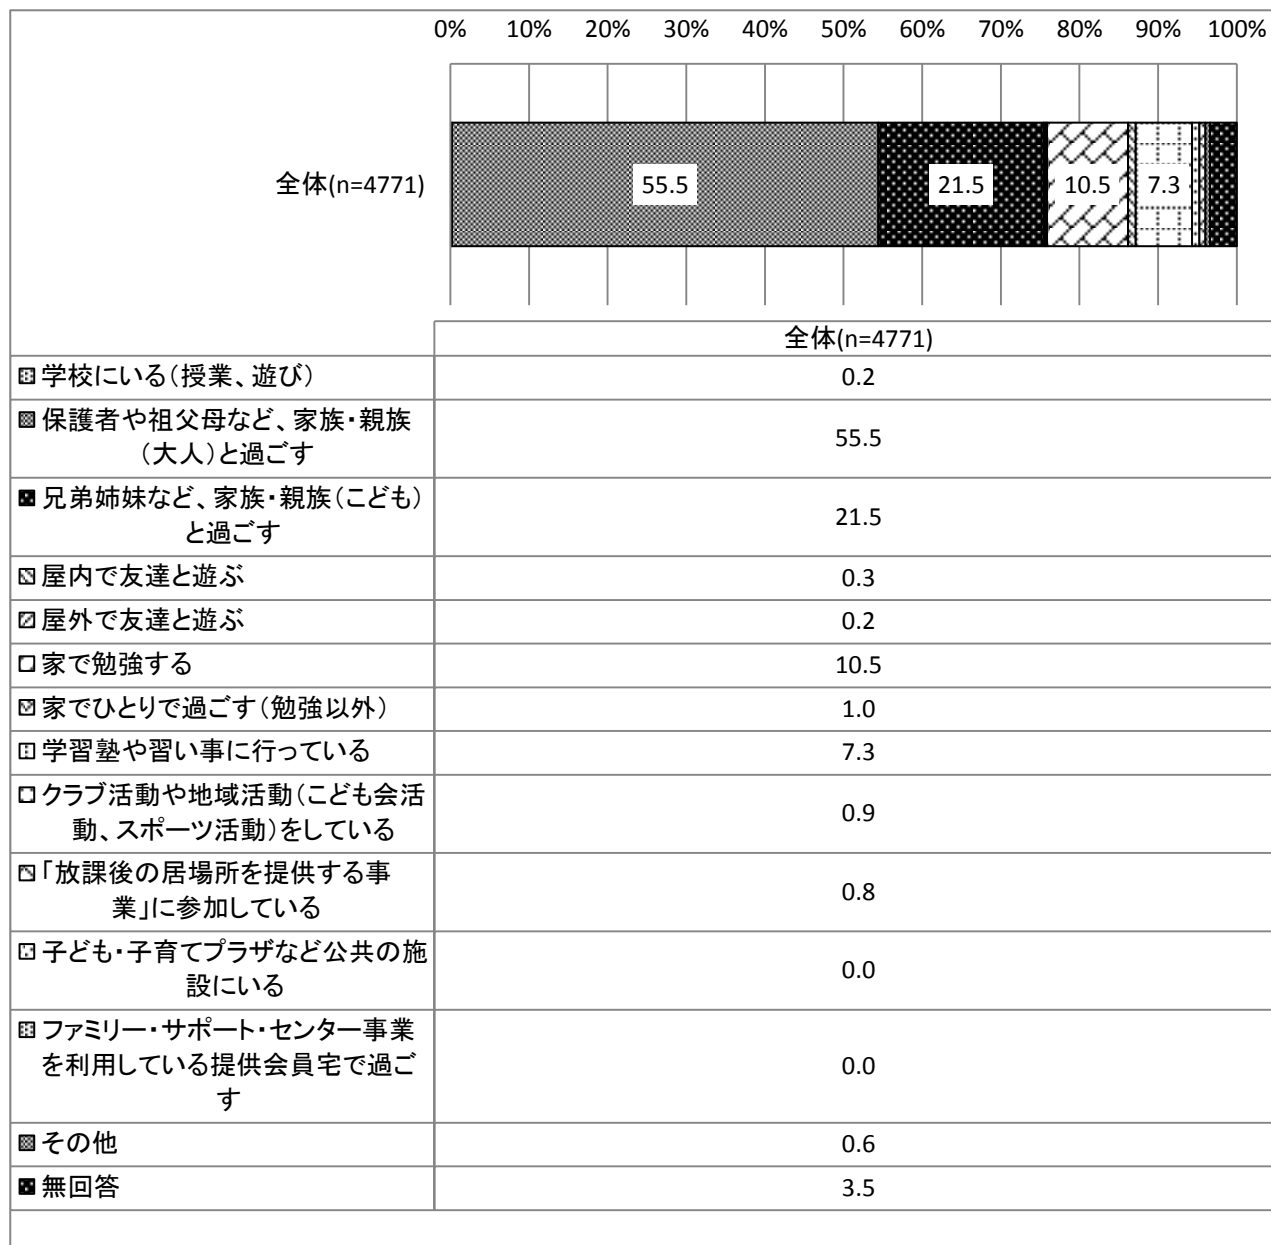 0% 10% 20% 30% 40% 50% 60% 70% 80% 90% 100%
全体(n=4771)
55.5 21.5 10.5 7.3
全体(n=4771)
学校にいる(授業、遊び) 0.2
保護者や祖父母など、家族・親族
(大人)と過ごす
55.5
兄弟姉妹など、家族・親族(こども)
と過ごす
21.5
屋内で友達と遊ぶ 0.3
屋外で友達と遊ぶ 0.2
家で勉強する 10.5
家でひとりで過ごす(勉強以外) 1.0
学習塾や習い事に行っている 7.3
クラブ活動や地域活動(こども会活
動、スポーツ活動)をしている
0.9
「放課後の居場所を提供する事
業」に参加している
0.8
子ども・子育てプラザなど公共の施
設にいる
0.0
ファミリー・サポート・センター事業
を利用している提供会員宅で過ご
す
0.0
その他 0.6
無回答 3.5